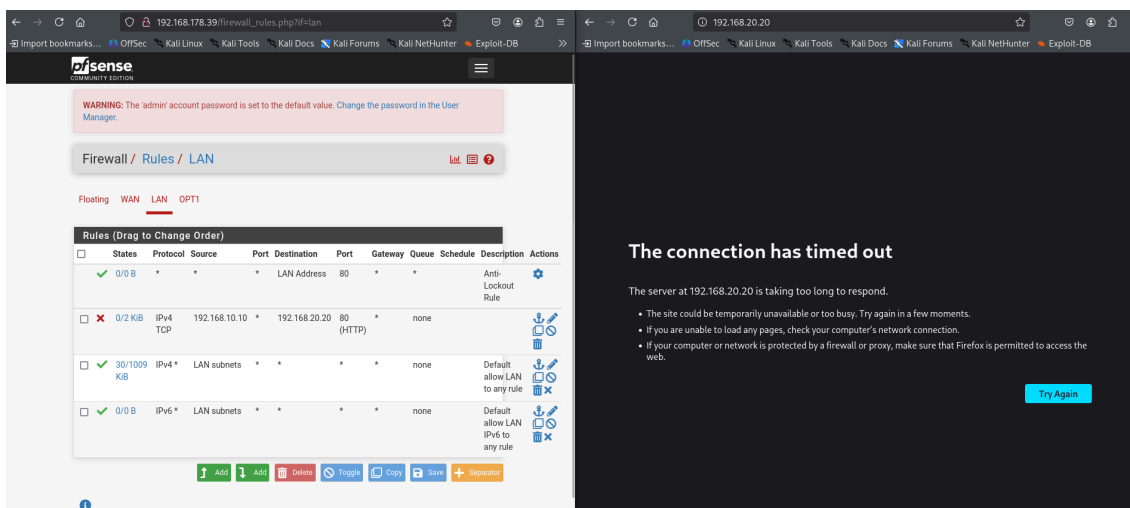 192.168.178.39/firewall_rules.php?if=lan
Import bookmarks... OffSec Kali Linux Kali Tools Kali Docs Kali Forums Kali NetHunter Exploit-DB
pfsense
COMMUNITY EDITION
WARNING: The 'admin' account password is set to the default value. Change the password in the User
Manager.
Firewall / Rules / LAN
Floating WAN LAN OPT1
Rules (Drag to Change Order)
States Protocol Source Port Destination Port Gateway Queue Schedule Description Actions
0/0 B * * * LAN Address 80 * * Anti-
Lockout
Rule
0/2 KiB IPv4 192.168.10.10 * 192.168.20.20 80 * none
TCP (HTTP)
30/1009 IPv4 * LAN subnets * * * * none Default
KiB allow LAN
to any rule
0/0 B IPv6 * LAN subnets * * * * none Default
allow LAN
IPv6 to
any rule
Add Add Delete Toggle Copy Save Separator
192.168.20.20
Import bookmarks... OffSec Kali Linux Kali Tools Kali Docs Kali Forums Kali NetHunter Exploit-DB
The connection has timed out
The server at 192.168.20.20 is taking too long to respond.
• The site could be temporarily unavailable or too busy. Try again in a few moments.
• If you are unable to load any pages, check your computer's network connection.
• If your computer or network is protected by a firewall or proxy, make sure that Firefox is permitted to access the
web.
Try Again